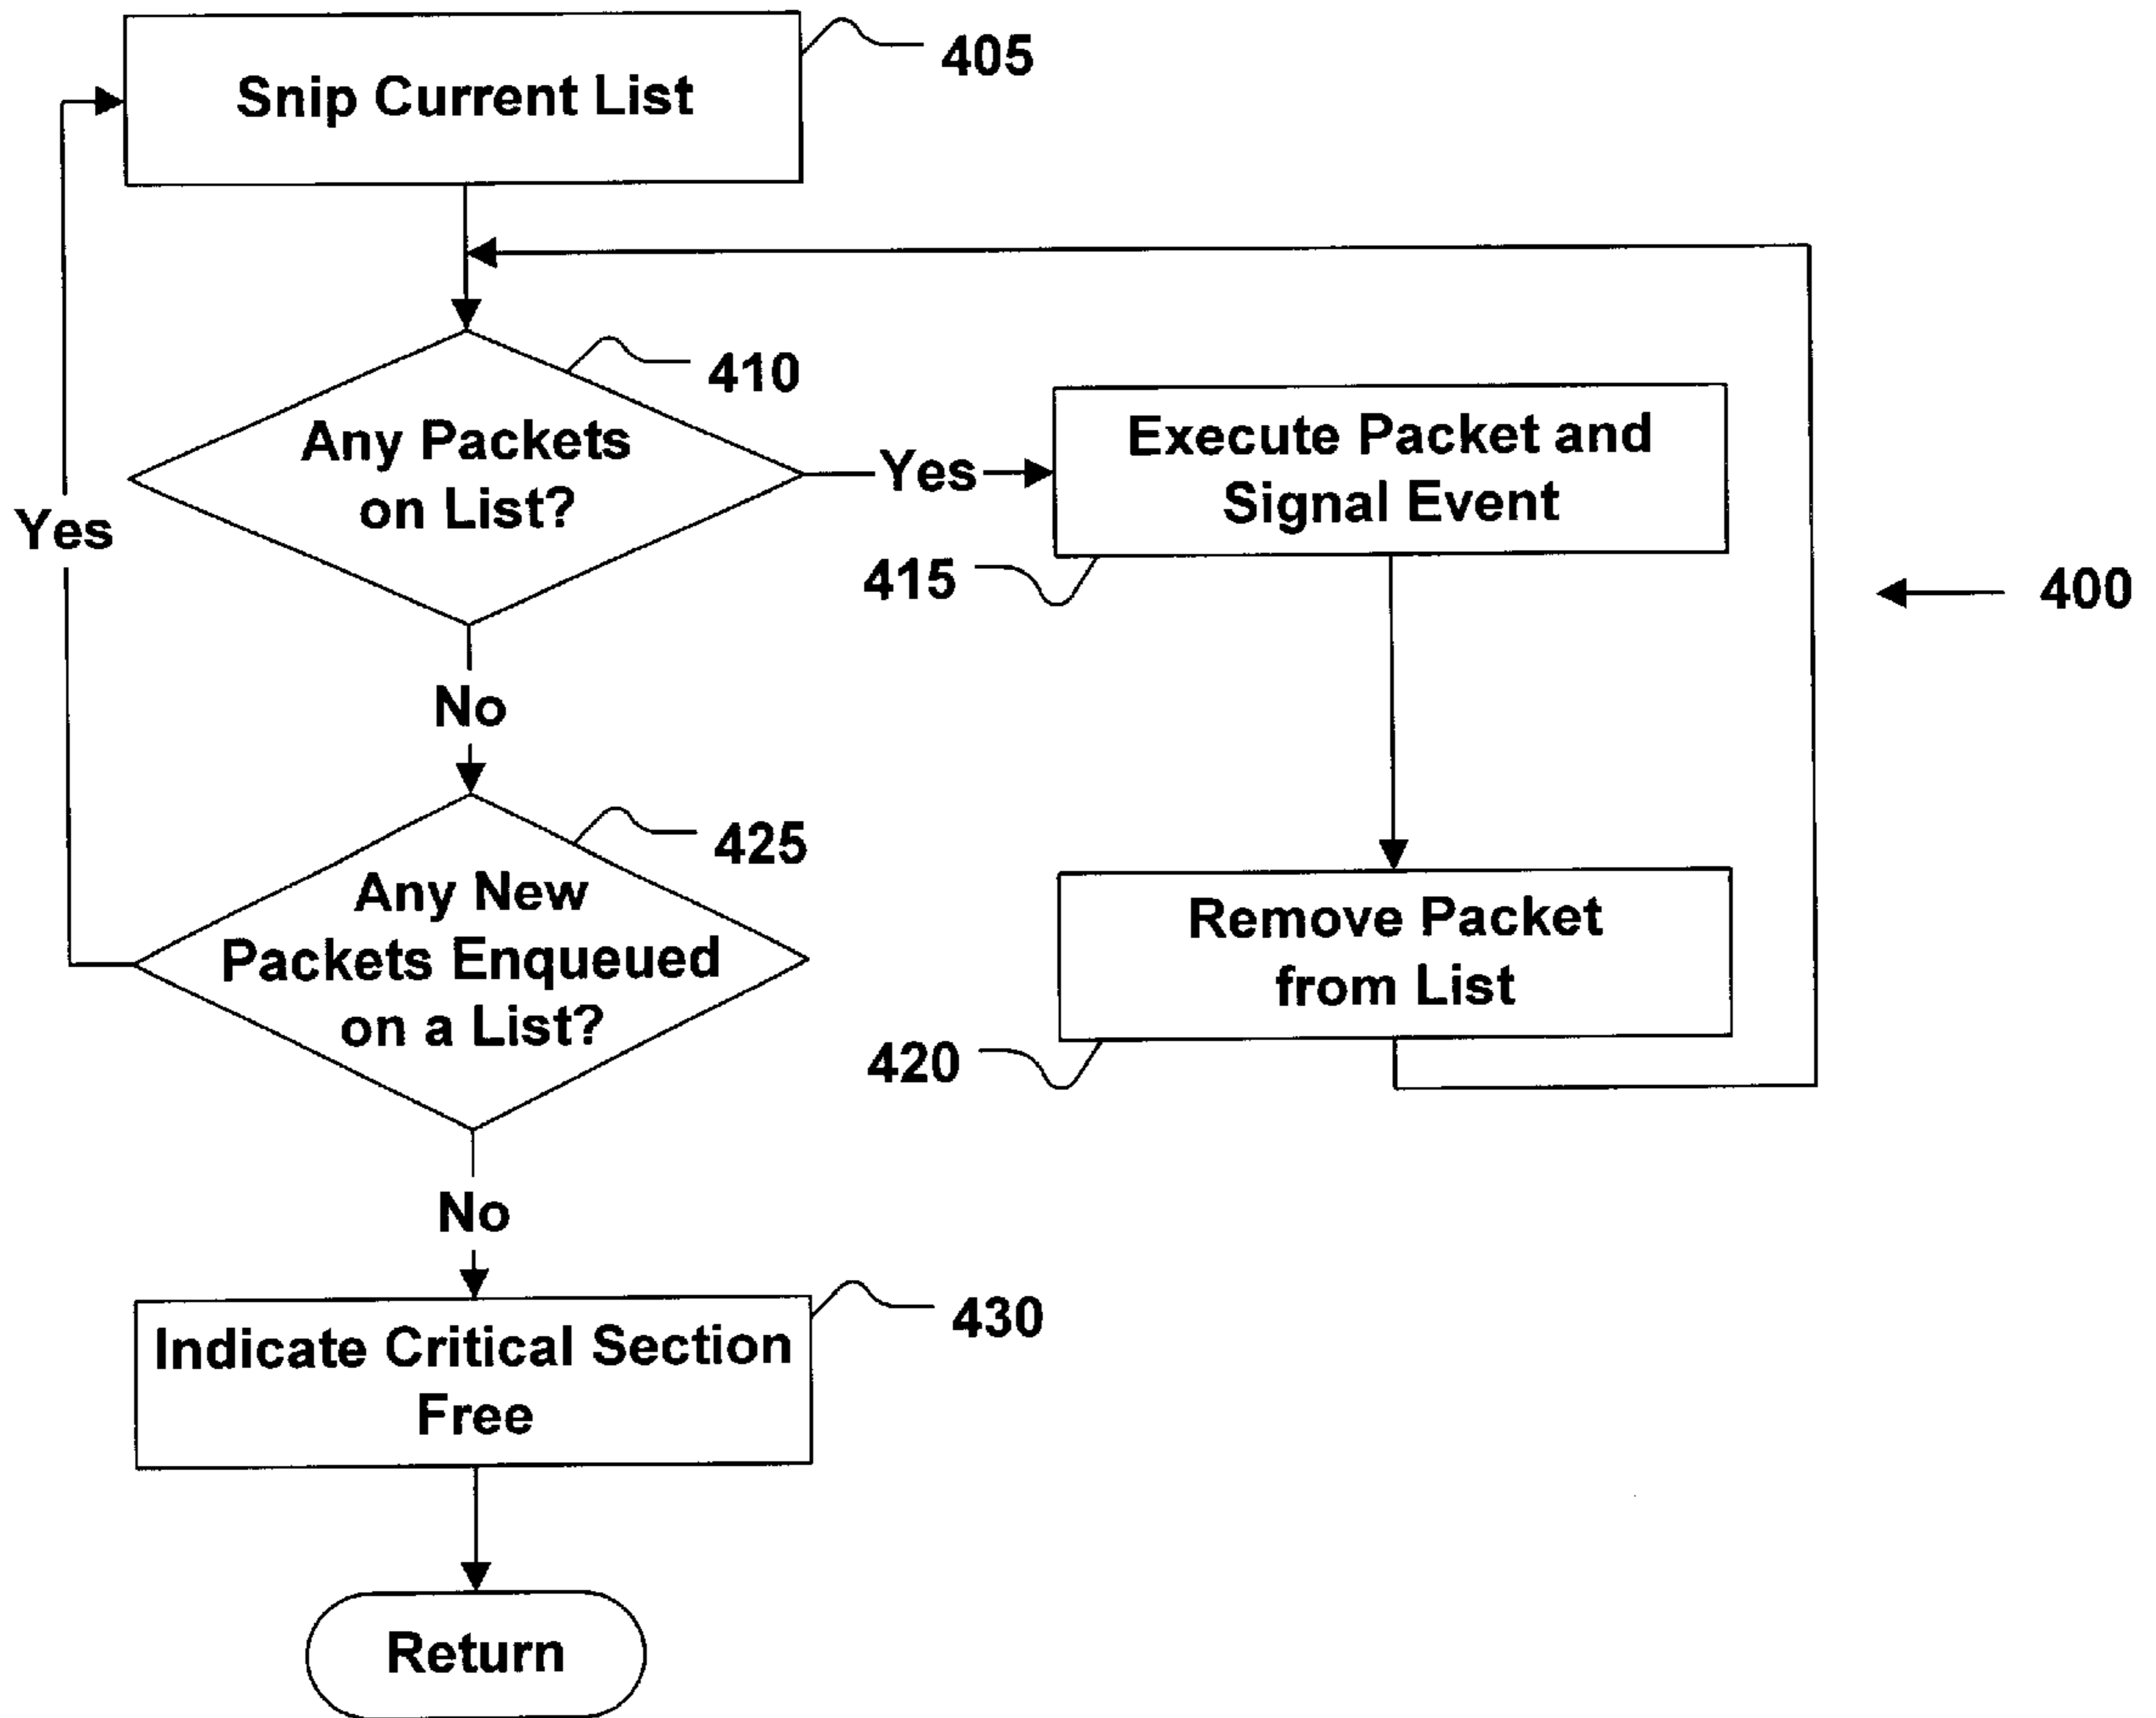 405
Snip Current List
410
Any Packets
on List?
Yes
Execute Packet and
Signal Event
415
400
Yes
No
425
Any New
Packets Enqueued
on a List?
Remove Packet
from List
420
No
430
Indicate Critical Section
Free
Return